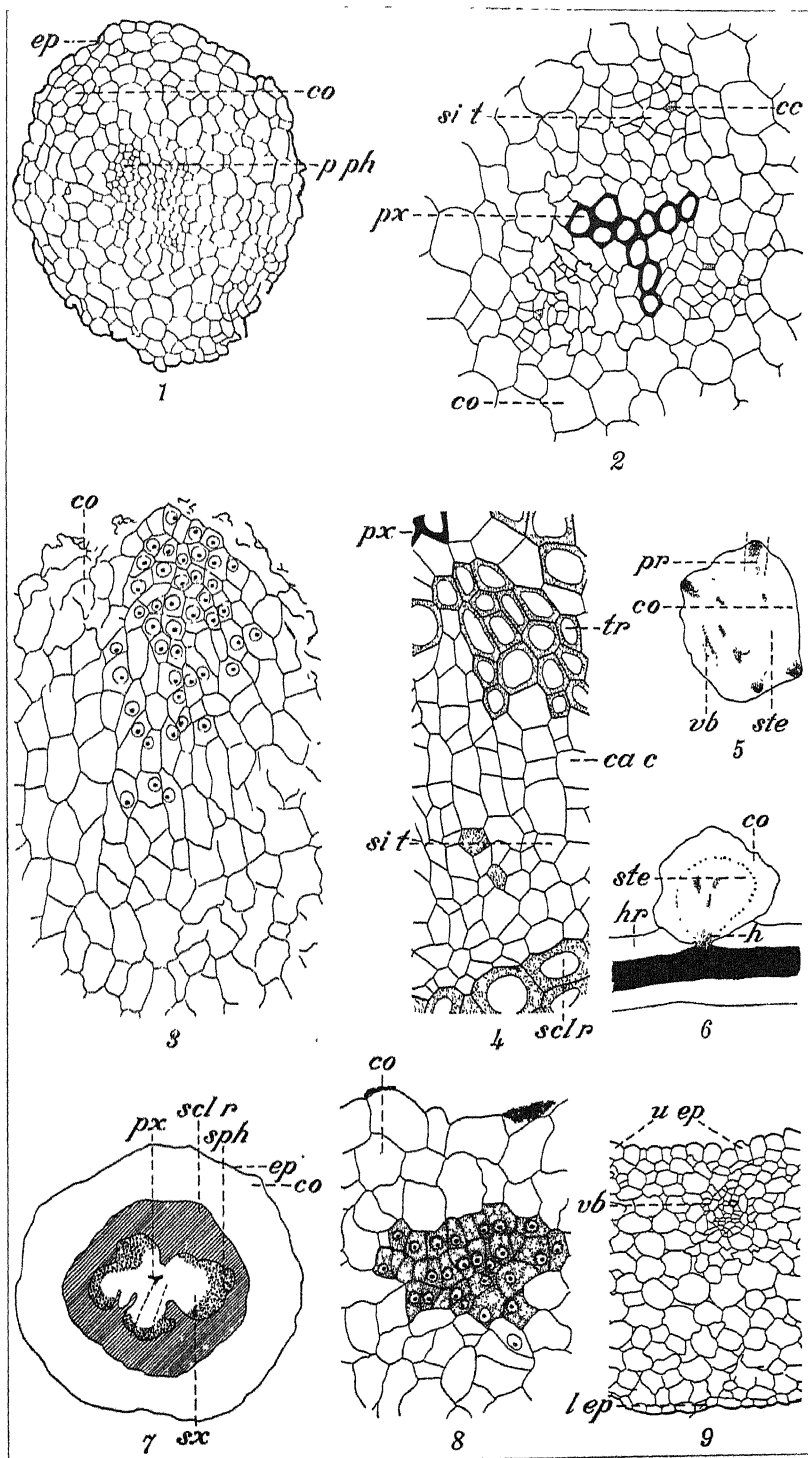 ep
co
p ph
1
si t
cc
px
co
2
co
3
px
tr
ca c
si t
scl r
4
pr
co
vb
ste
5
co
ste
hr
h
6
px
scl r
sph
ep
co
sx
7
co
8
u ep
vb
l ep
9